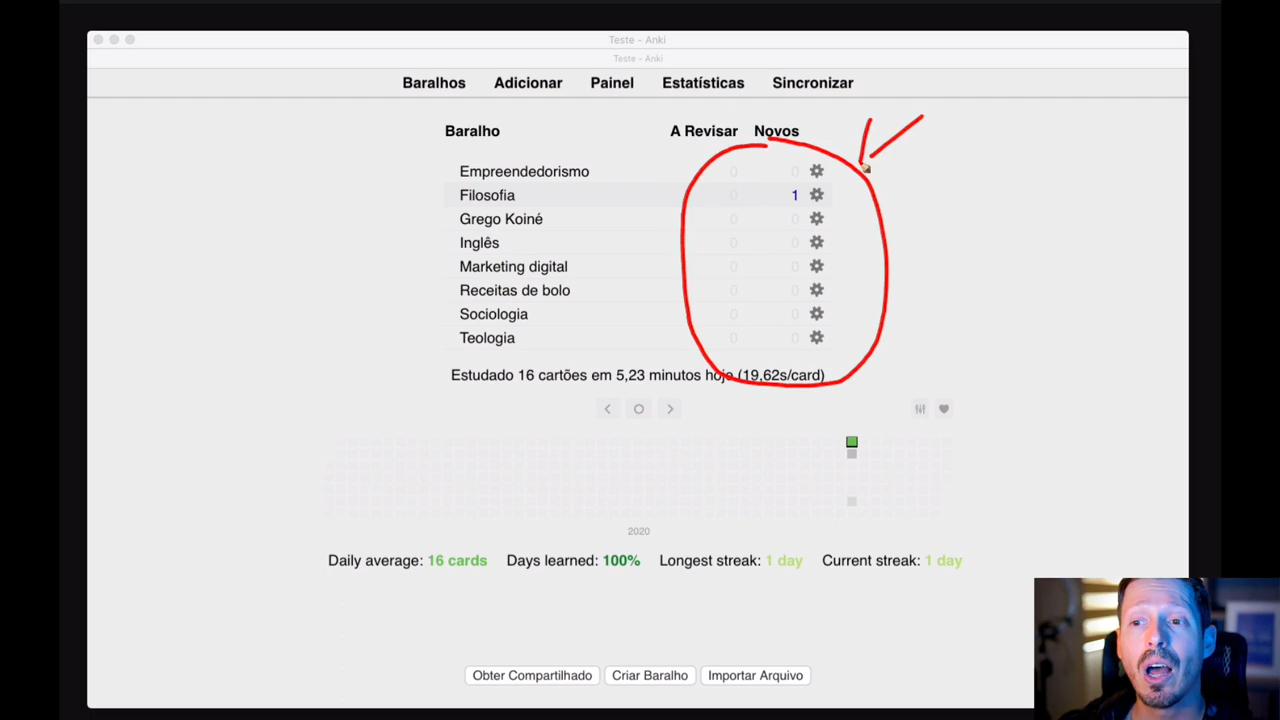 Teste - Anki
Teste - Anki
Baralhos Adicionar Painel Estatísticas Sincronizar
Baralho A Revisar Novos
Empreendedorismo 0 0
Filosofia 0 1
Grego Koiné 0 0
Inglês 0 0
Marketing digital 0 0
Receitas de bolo 0 0
Sociologia 0 0
Teologia 0 0
Estudado 16 cartões em 5,23 minutos hoje (19,62s/card)
2020
Daily average: 16 cards Days learned: 100% Longest streak: 1 day Current streak: 1 day
Obter Compartilhado Criar Baralho Importar Arquivo